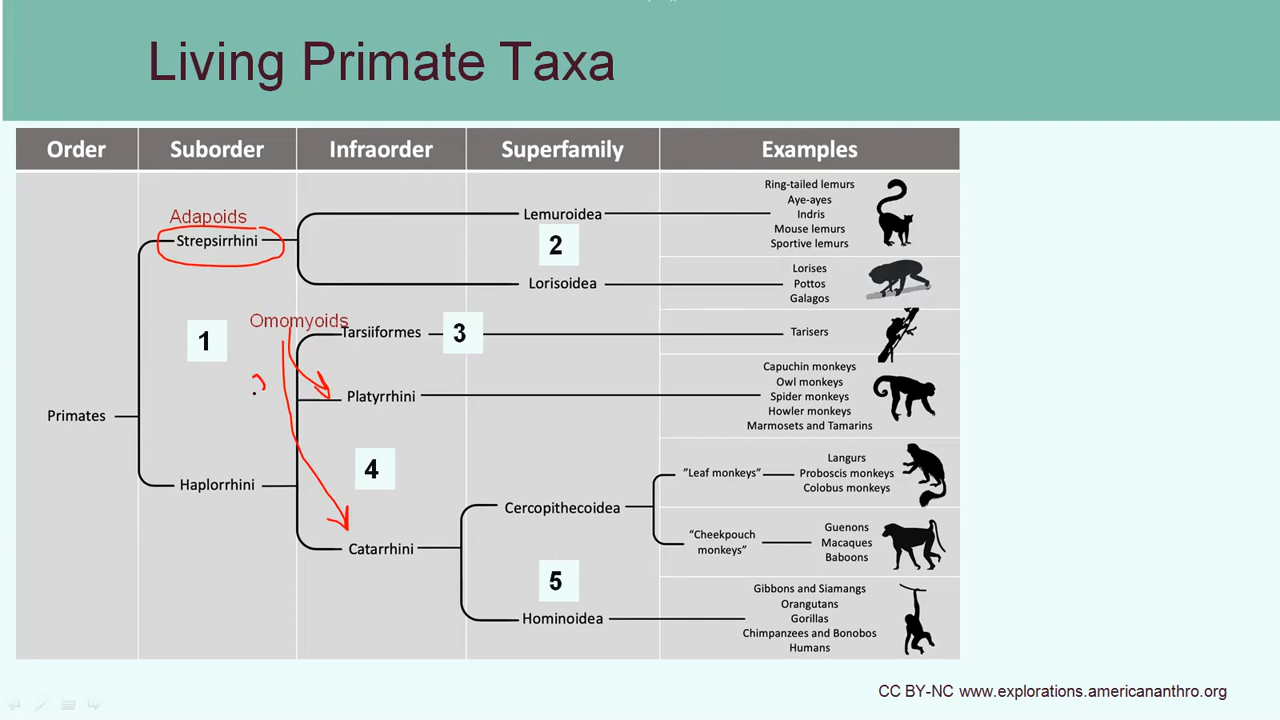 Living Primate Taxa
Order Suborder Infraorder Superfamily Examples
Adapoids
Strepsirrhini
Lemuroidea
2
Lorisoidea
Ring-tailed lemurs
Aye-ayes
Indris
Mouse lemurs
Sportive lemurs
Lorises
Pottos
Galagos
Omomyoids
1
Tarsiiformes
3
Tarisers
?
Platyrrhini
Capuchin monkeys
Owl monkeys
Spider monkeys
Howler monkeys
Marmosets and Tamarins
Primates
Haplorrhini
4
Catarrhini
Cercopithecoidea
"Leaf monkeys"
Langurs
Proboscis monkeys
Colobus monkeys
"Cheekpouch
monkeys"
Guenons
Macaques
Baboons
5
Hominoidea
Gibbons and Siamangs
Orangutans
Gorillas
Chimpanzees and Bonobos
Humans
CC BY-NC www.explorations.americananthro.org